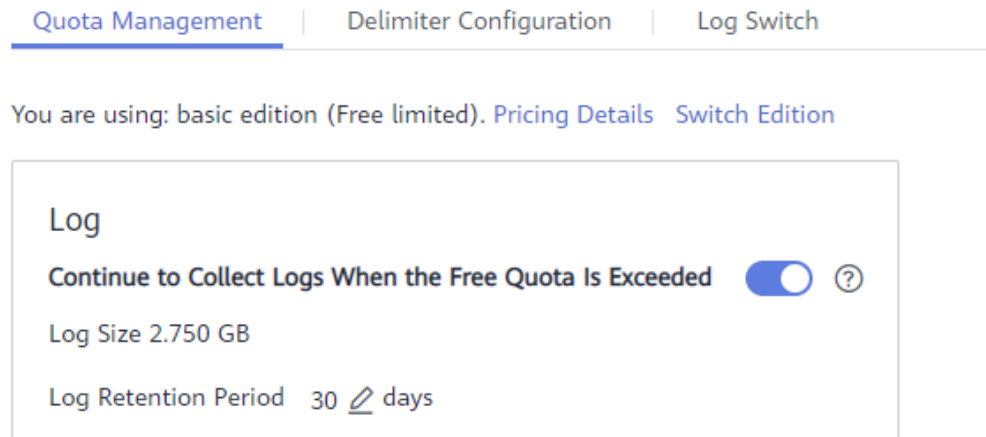 Quota Management Delimiter Configuration Log Switch
You are using: basic edition (Free limited). Pricing Details Switch Edition
Log
Continue to Collect Logs When the Free Quota Is Exceeded ?
Log Size 2.750 GB
Log Retention Period 30 days